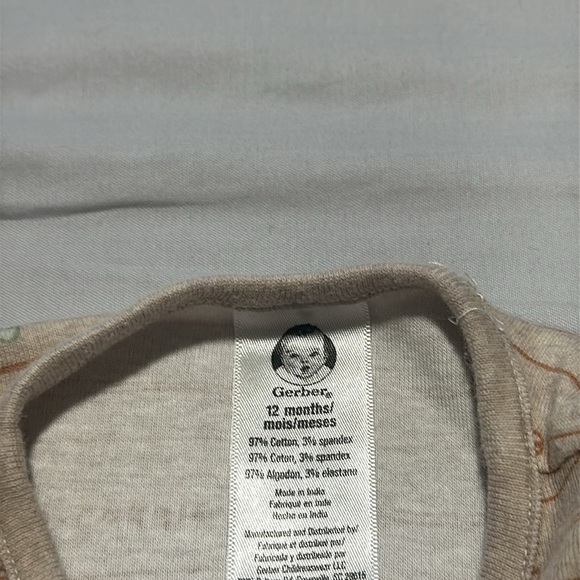 Gerber®
12 months/
mois/meses
97% Cotton, 3% spandex
97% Coton, 3% spandex
97% Algodon, 3% elastano
Made in India
Fabriqué en Inde
Hecho en India
Manufactured and Distributed by/
Fabriqué et distribué par/
Fabricado y distribuido por
Gerber Childrenswear LLC
SC 29615